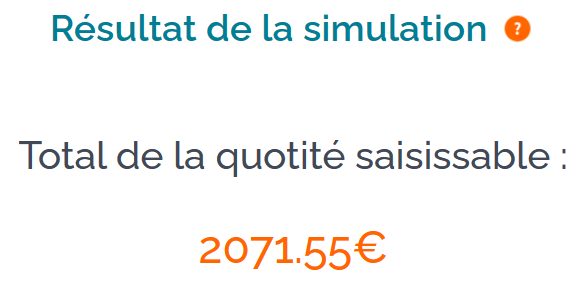 Résultat de la simulation ?
Total de la quotité saisissable :
2071.55€